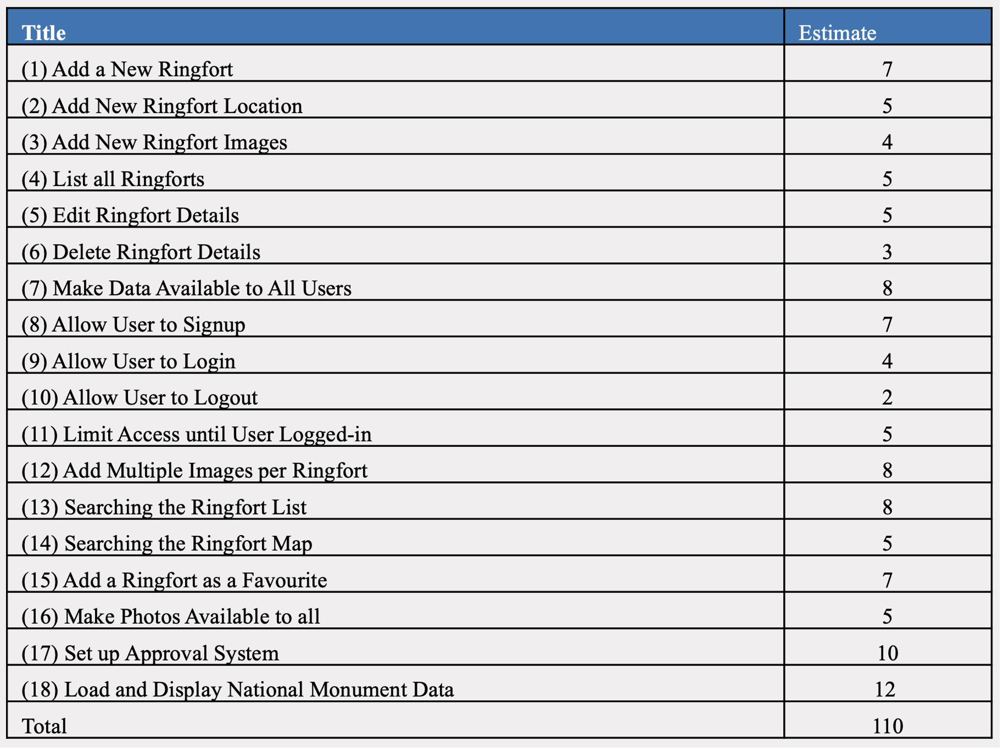 Title Estimate
(1) Add a New Ringfort 7
(2) Add New Ringfort Location 5
(3) Add New Ringfort Images 4
(4) List all Ringforts 5
(5) Edit Ringfort Details 5
(6) Delete Ringfort Details 3
(7) Make Data Available to All Users 8
(8) Allow User to Signup 7
(9) Allow User to Login 4
(10) Allow User to Logout 2
(11) Limit Access until User Logged-in 5
(12) Add Multiple Images per Ringfort 8
(13) Searching the Ringfort List 8
(14) Searching the Ringfort Map 5
(15) Add a Ringfort as a Favourite 7
(16) Make Photos Available to all 5
(17) Set up Approval System 10
(18) Load and Display National Monument Data 12
Total 110